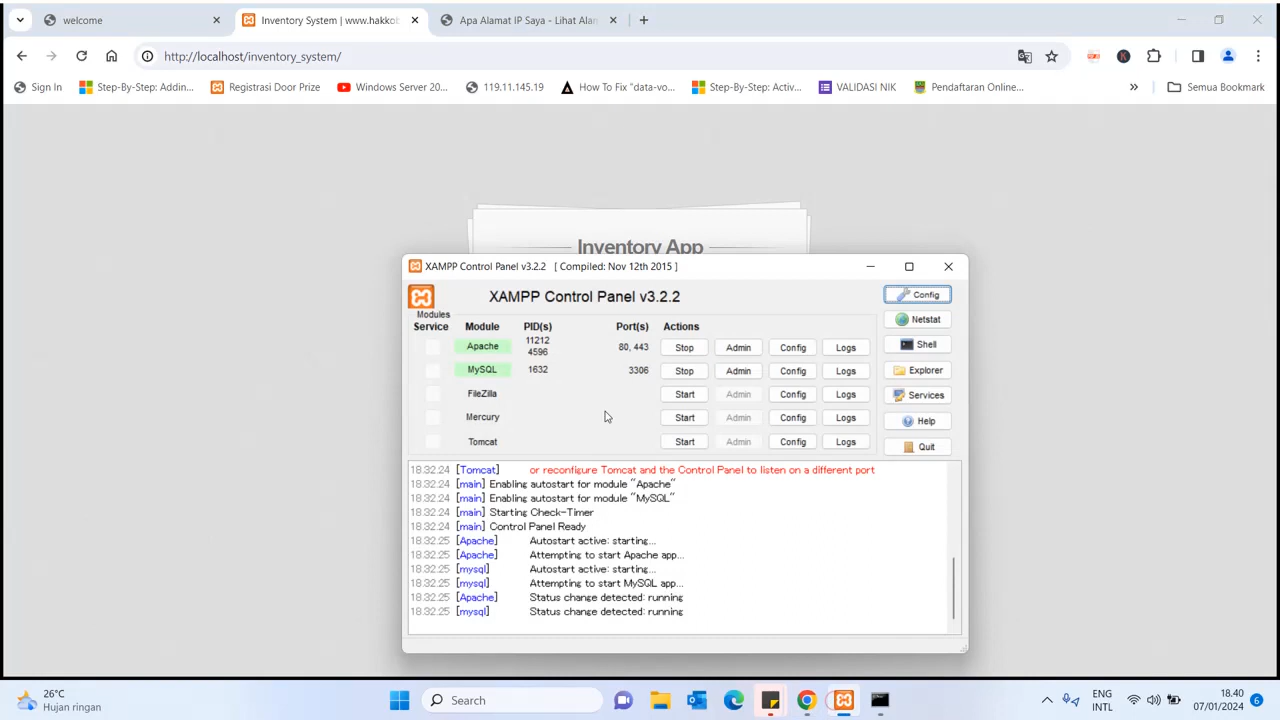 welcome
Inventory System | www.hakkob
Apa Alamat IP Saya - Lihat Alam
http://localhost/inventory_system/
Sign In
Step-By-Step: Addin...
Registrasi Door Prize
Windows Server 20...
119.11.145.19
How To Fix "data-vo...
Step-By-Step: Activ...
VALIDASI NIK
Pendaftaran Online...
»
Semua Bookmark
Inventory App
XAMPP Control Panel v3.2.2 [ Compiled: Nov 12th 2015 ]
XAMPP Control Panel v3.2.2
Config
Modules
Service Module PID(s) Port(s) Actions
Netstat
Apache 11212 4596 80, 443 Stop Admin Config Logs
Shell
MySQL 1632 3306 Stop Admin Config Logs
Explorer
FileZilla Start Admin Config Logs
Services
Mercury Start Admin Config Logs
Help
Tomcat Start Admin Config Logs
Quit
18.32.24 [Tomcat] or reconfigure Tomcat and the Control Panel to listen on a different port
18.32.24 [main] Enabling autostart for module "Apache"
18.32.24 [main] Enabling autostart for module "MySQL"
18.32.24 [main] Starting Check-Timer
18.32.24 [main] Control Panel Ready
18.32.25 [Apache] Autostart active: starting...
18.32.25 [Apache] Attempting to start Apache app...
18.32.25 [mysql] Autostart active: starting...
18.32.25 [mysql] Attempting to start MySQL app...
18.32.25 [Apache] Status change detected: running
18.32.25 [mysql] Status change detected: running
26°C
Hujan ringan
Search
ENG
INTL
18.40
07/01/2024
6